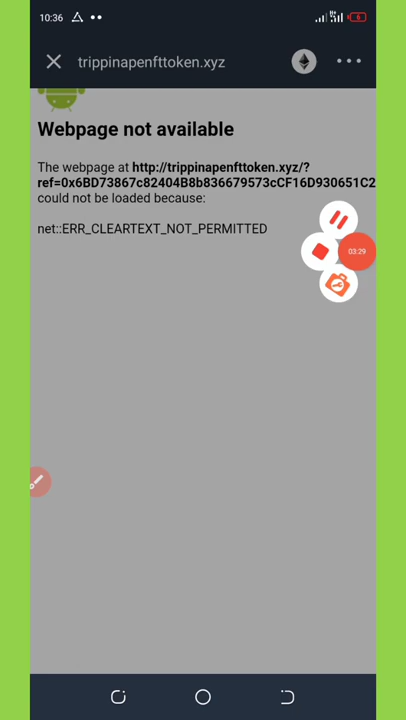 10:36
6
trippinapenfttoken.xyz
Webpage not available
The webpage at http://trippinapenfttoken.xyz/?
ref=0x6BD73867c82404B8b836679573cCF16D930651C2
could not be loaded because:
net::ERR_CLEARTEXT_NOT_PERMITTED
03:29